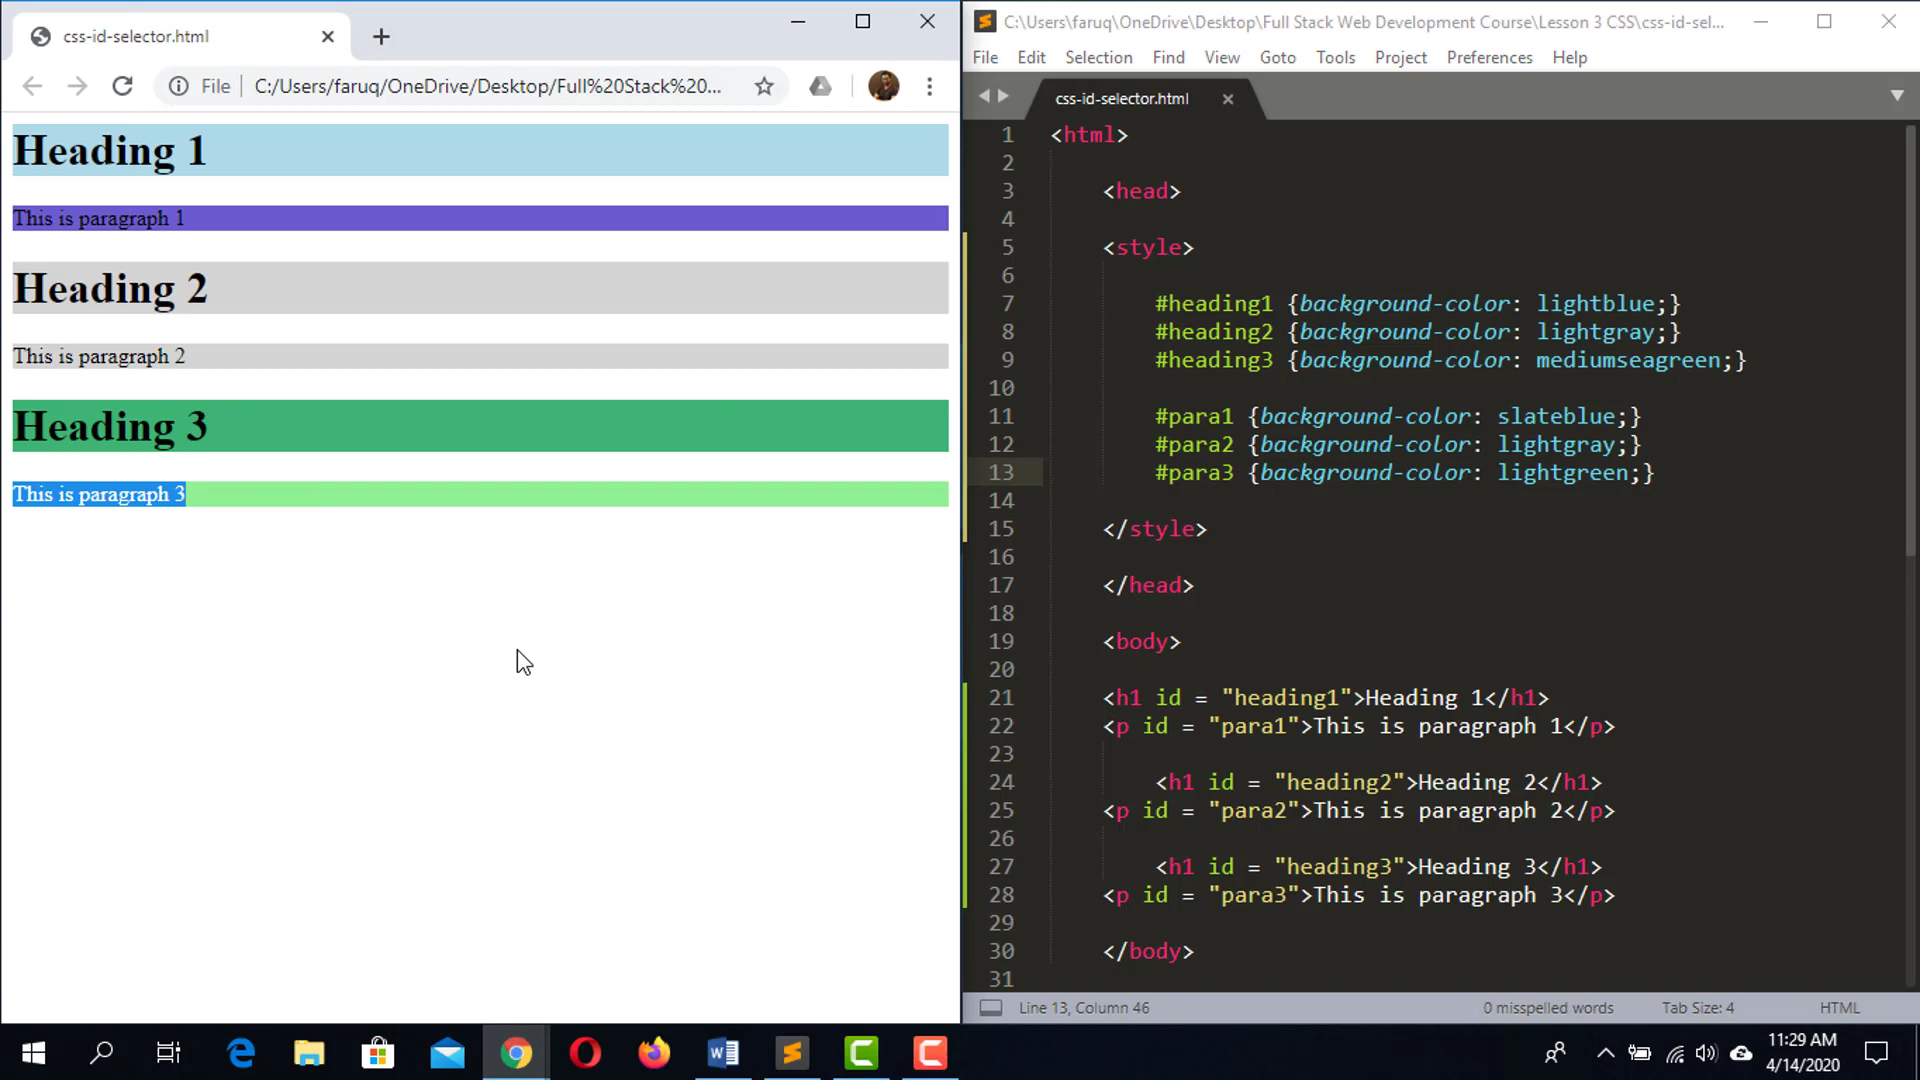 css-id-selector.html
File
C:/Users/faruq/OneDrive/Desktop/Full%20Stack%20...
Heading 1
This is paragraph 1
Heading 2
This is paragraph 2
Heading 3
This is paragraph 3
C:\Users\faruq\OneDrive\Desktop\Full Stack Web Development Course\Lesson 3 CSS\css-id-sel...
File Edit Selection Find View Goto Tools Project Preferences Help
css-id-selector.html
1 <html>
2
3 <head>
4
5 <style>
6
7 #heading1 {background-color: lightblue;}
8 #heading2 {background-color: lightgray;}
9 #heading3 {background-color: mediumseagreen;}
10
11 #para1 {background-color: slateblue;}
12 #para2 {background-color: lightgray;}
13 #para3 {background-color: lightgreen;}
14
15 </style>
16
17 </head>
18
19 <body>
20
21 <h1 id = "heading1">Heading 1</h1>
22 <p id = "para1">This is paragraph 1</p>
23
24 <h1 id = "heading2">Heading 2</h1>
25 <p id = "para2">This is paragraph 2</p>
26
27 <h1 id = "heading3">Heading 3</h1>
28 <p id = "para3">This is paragraph 3</p>
29
30 </body>
31
Line 13, Column 46 0 misspelled words Tab Size: 4 HTML
11:29 AM
4/14/2020